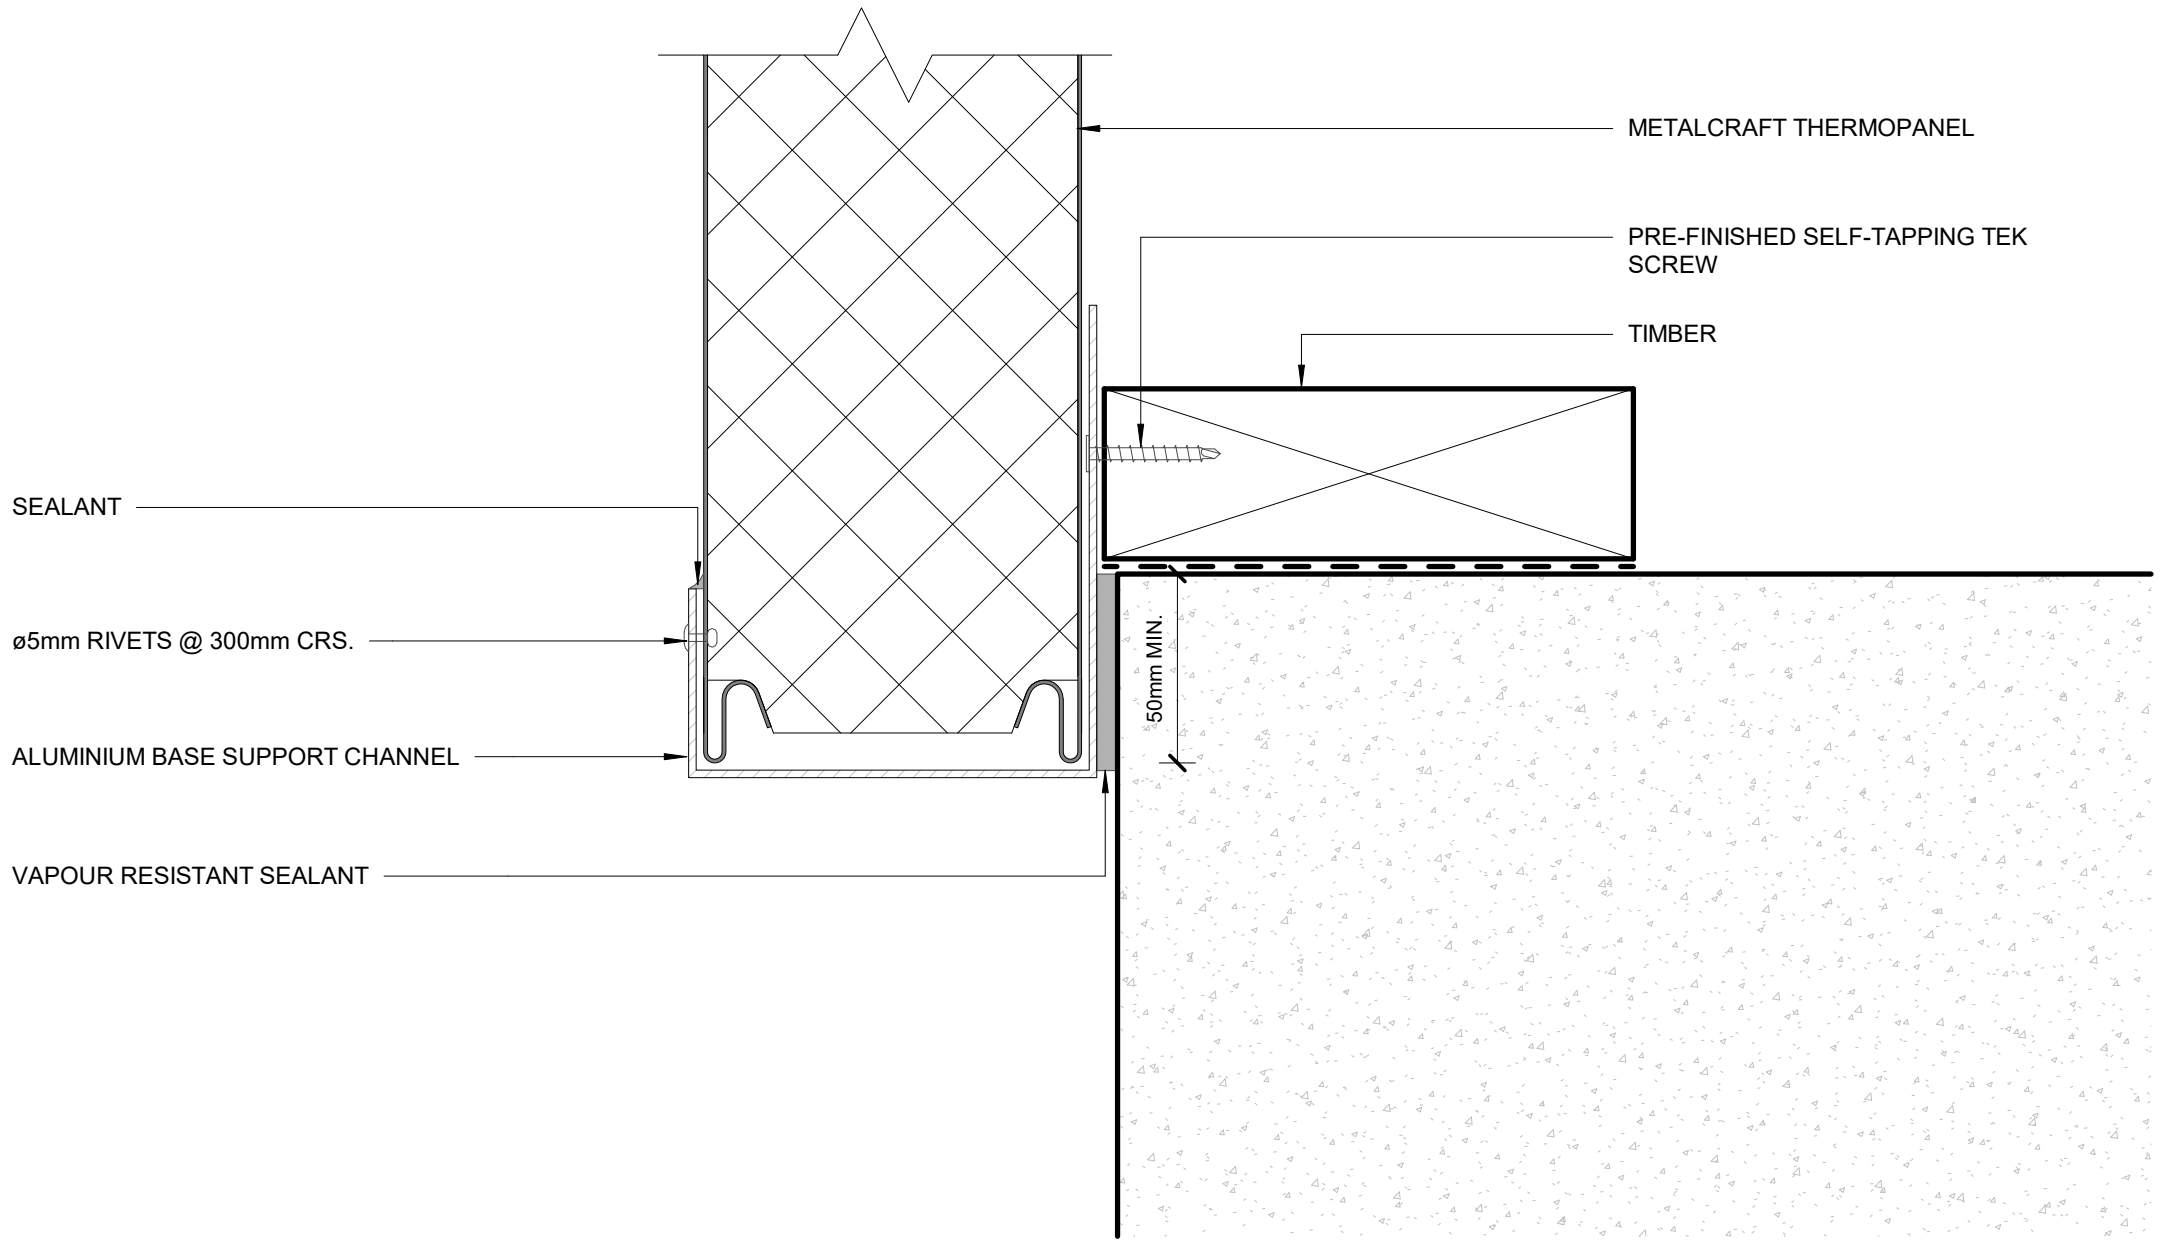 METALCRAFT THERMOPANEL
PRE-FINISHED SELF-TAPPING TEK
SCREW
TIMBER
SEALANT
ø5mm RIVETS @ 300mm CRS.
50mm MIN.
ALUMINIUM BASE SUPPORT CHANNEL
VAPOUR RESISTANT SEALANT